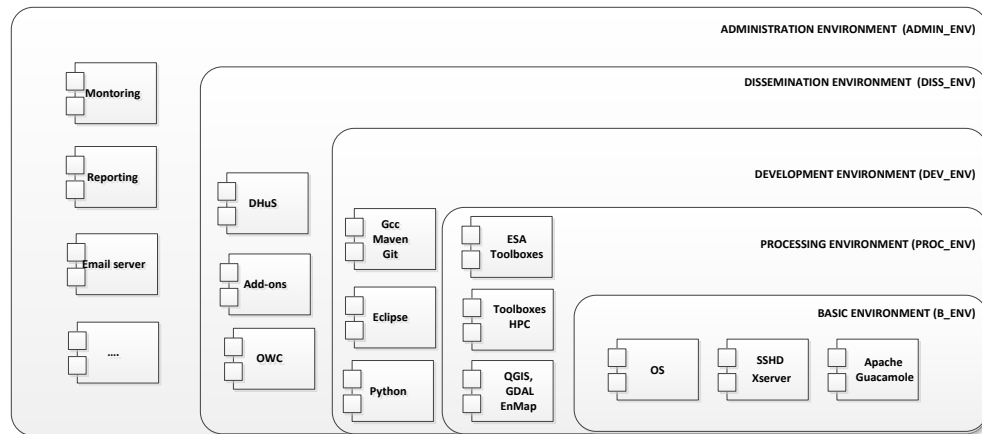 ADMINISTRATION ENVIRONMENT (ADMIN_ENV)
DISSEMINATION ENVIRONMENT (DISS_ENV)
DEVELOPMENT ENVIRONMENT (DEV_ENV)
PROCESSING ENVIRONMENT (PROC_ENV)
BASIC ENVIRONMENT (B_ENV)
Montoring
Reporting
Email server
....
DHuS
Add-ons
OWC
Gcc
Maven
Git
Eclipse
Python
ESA
Toolboxes
Toolboxes
HPC
QGIS,
GDAL
EnMap
OS
SSHD
Xserver
Apache
Guacamole